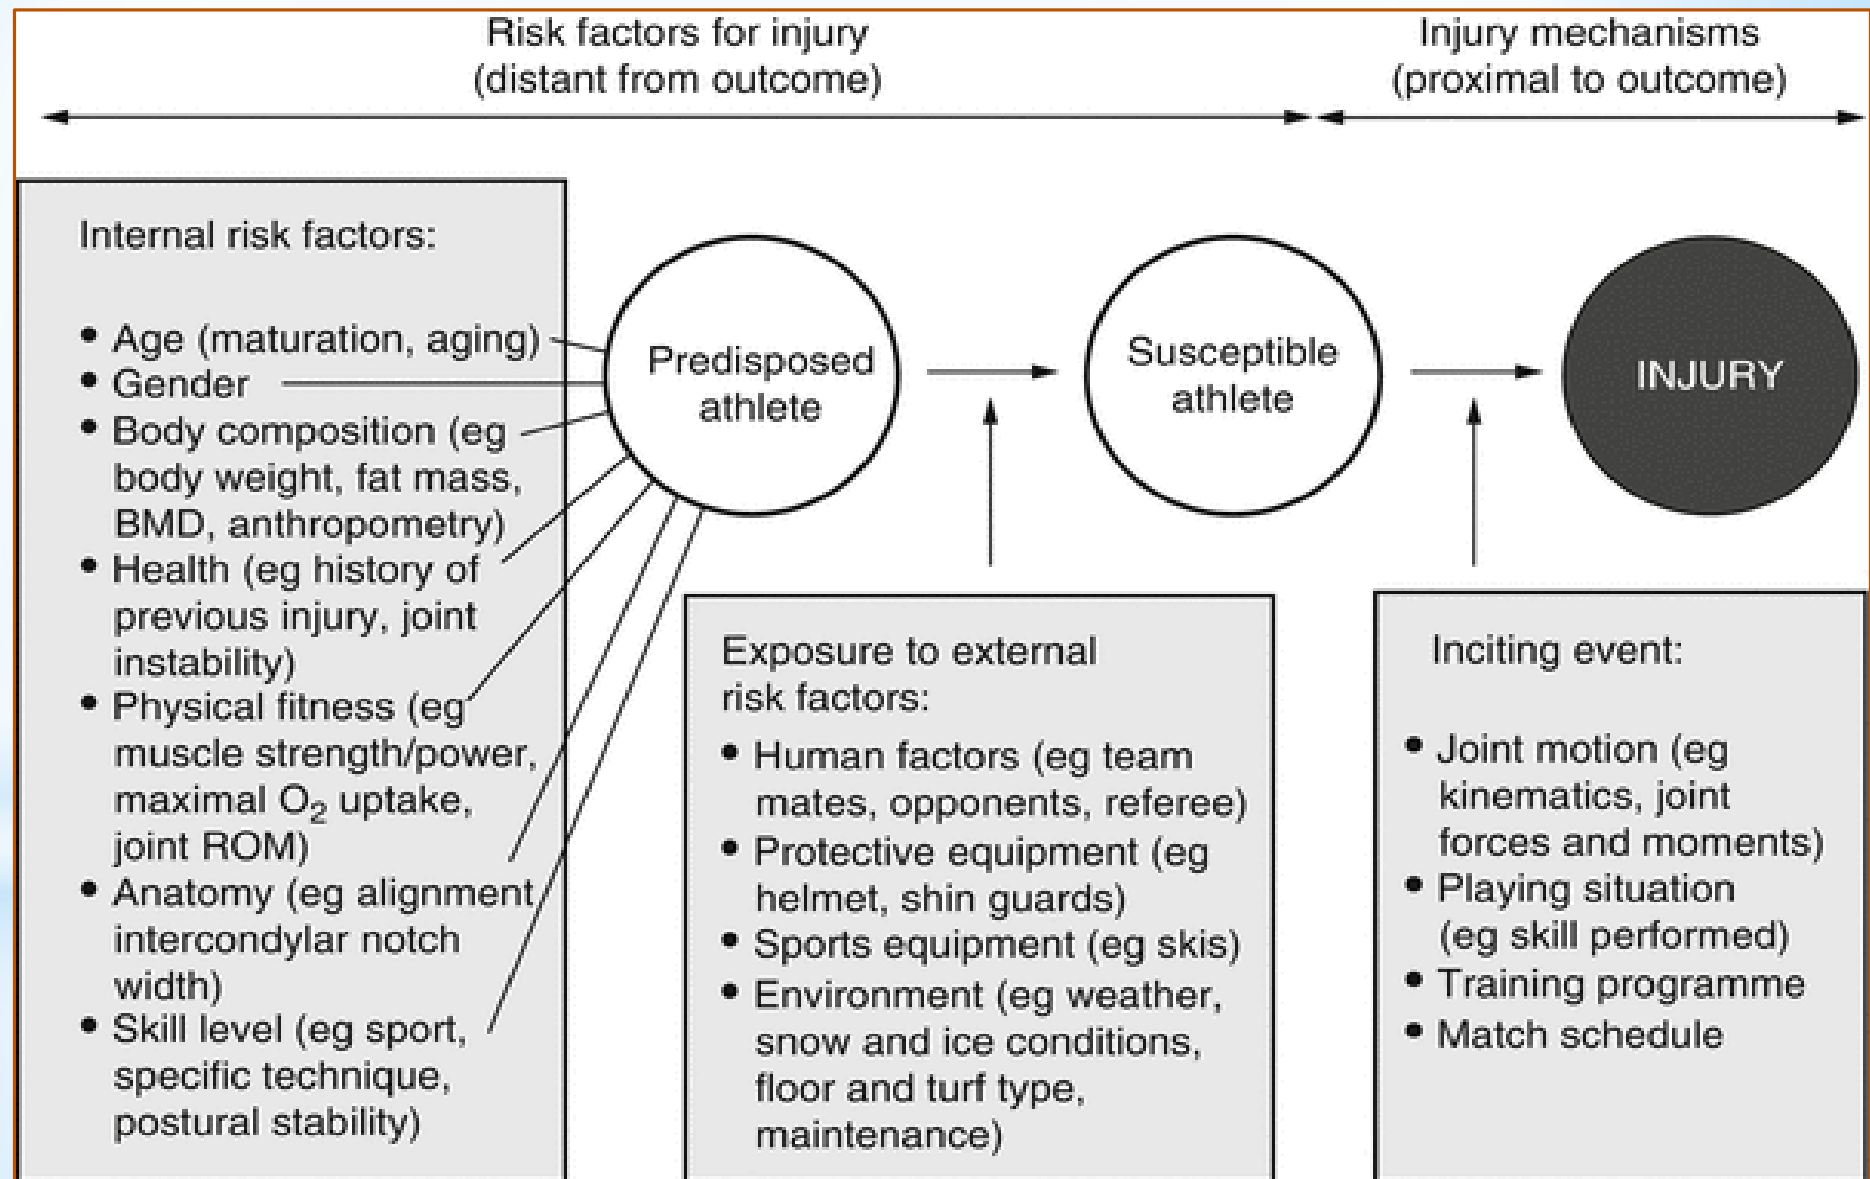 Risk factors for injury
(distant from outcome)
Injury mechanisms
(proximal to outcome)
Internal risk factors:
• Age (maturation, aging)
• Gender
• Body composition (eg
body weight, fat mass,
BMD, anthropometry)
• Health (eg history of
previous injury, joint
instability)
• Physical fitness (eg
muscle strength/power,
maximal O₂ uptake,
joint ROM)
• Anatomy (eg alignment
intercondylar notch
width)
• Skill level (eg sport,
specific technique,
postural stability)
Predisposed
athlete
Susceptible
athlete
INJURY
Exposure to external
risk factors:
• Human factors (eg team
mates, opponents, referee)
• Protective equipment (eg
helmet, shin guards)
• Sports equipment (eg skis)
• Environment (eg weather,
snow and ice conditions,
floor and turf type,
maintenance)
Inciting event:
• Joint motion (eg
kinematics, joint
forces and moments)
• Playing situation
(eg skill performed)
• Training programme
• Match schedule